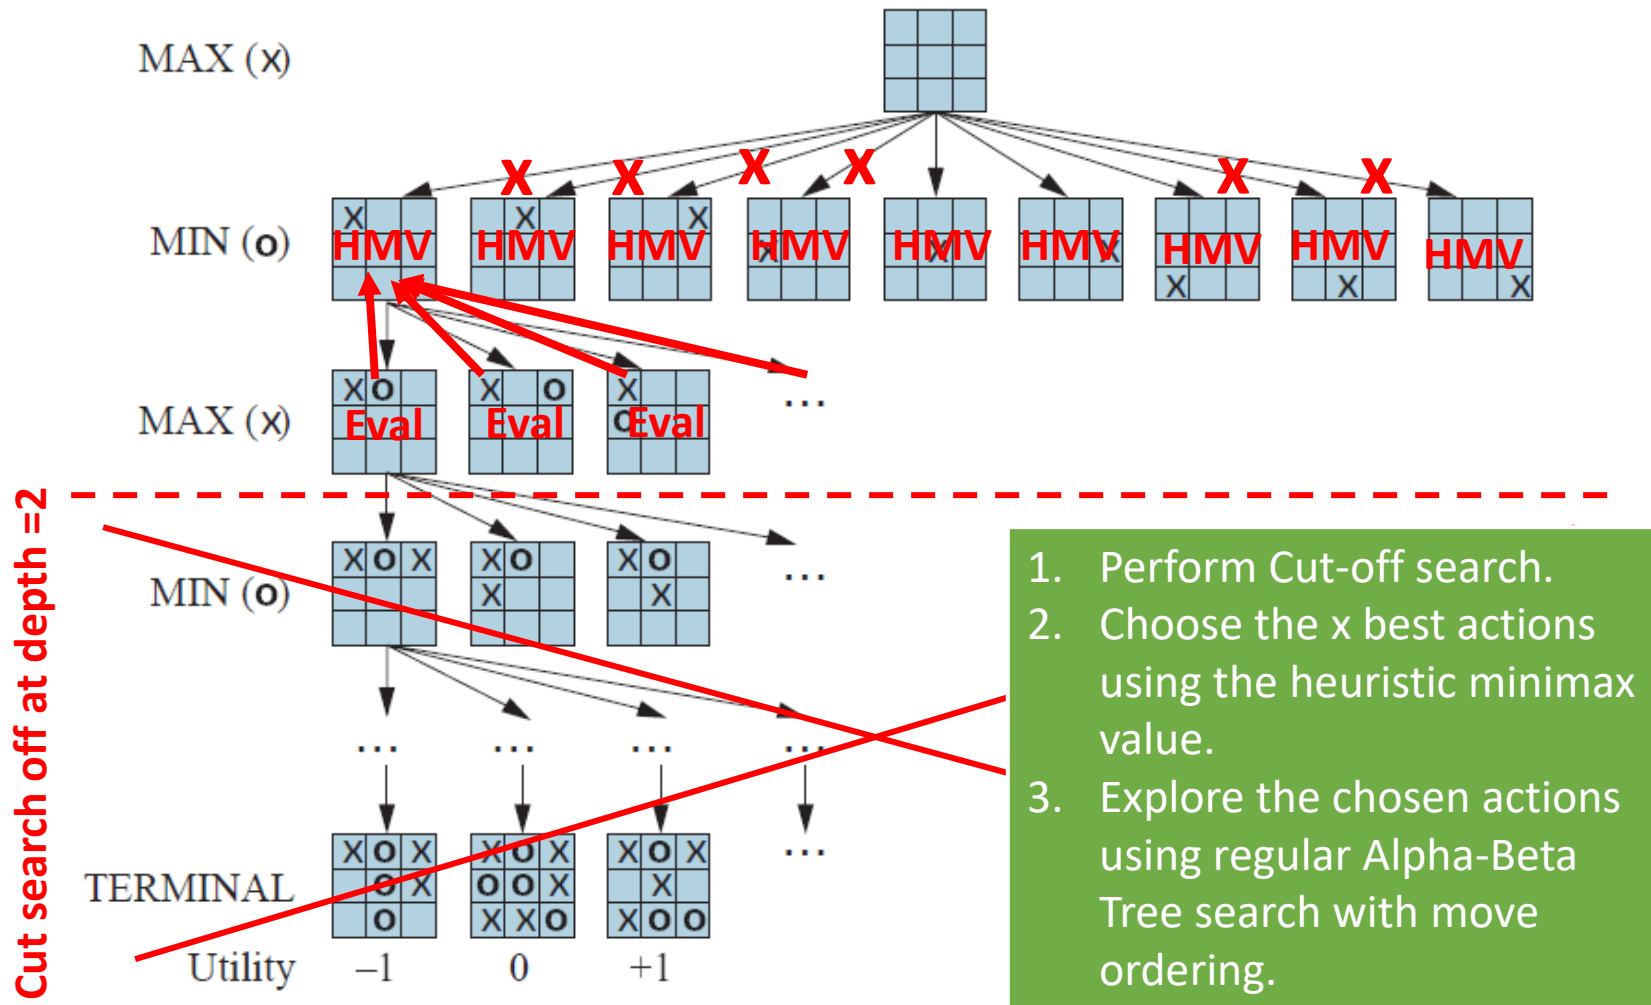 MAX (X)
X X X X X X
MIN (O)
X X X X X X X X X
HMV HMV HMV HMV HMV HMV HMV HMV HMV
MAX (X)
X O X O X
O
Eval Eval Eval
...
Cut search off at depth =2
MIN (O)
X O X X O X O
X X
...
... ... ... ...
TERMINAL
X O X X O X X O X
O X O O X X
O X X O X O O
...
Utility –1 0 +1
1. Perform Cut-off search.
2. Choose the x best actions
using the heuristic minimax
value.
3. Explore the chosen actions
using regular Alpha-Beta
Tree search with move
ordering.